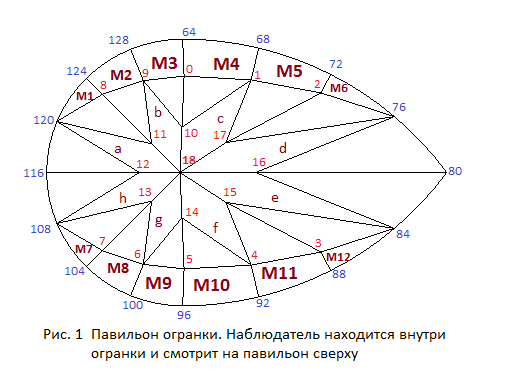 64
128 68
M3 M4
124 M2 9 0 M5 72
M1 8 1 2 M6
120 b c 76
10
11 17
a d
116 12 18 16 80
h 13 15 e
14
108 g f 84
M7 7 6 5 4 3 M12
104 M8 M9 M10 M11 88
100 92
96
Рис. 1 Павильон огранки. Наблюдатель находится внутри
огранки и смотрит на павильон сверху